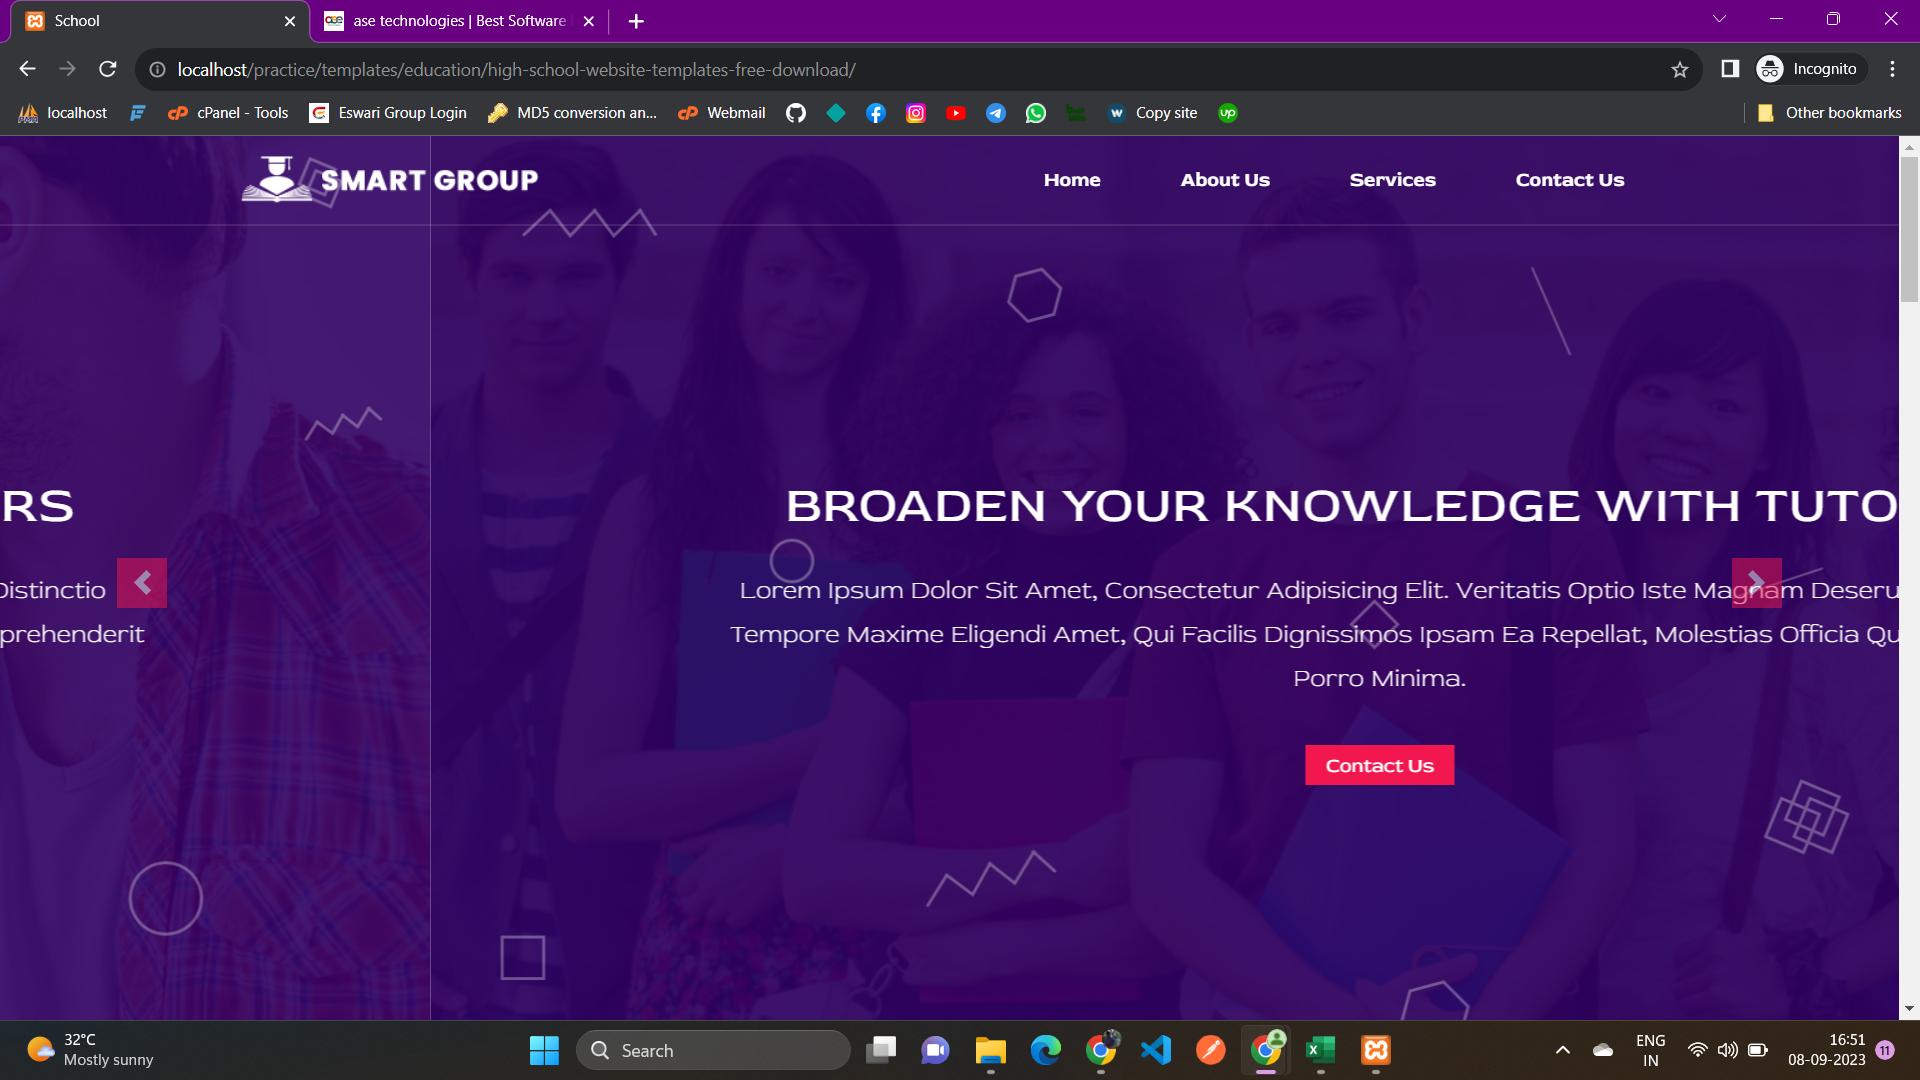 School
ase technologies | Best Software
localhost/practice/templates/education/high-school-website-templates-free-download/
Incognito
localhost
cPanel - Tools
Eswari Group Login
MD5 conversion an...
Webmail
Copy site
Other bookmarks
SMART GROUP
Home
About Us
Services
Contact Us
RS
BROADEN YOUR KNOWLEDGE WITH TUTO
Distinctio
Lorem Ipsum Dolor Sit Amet, Consectetur Adipisicing Elit. Veritatis Optio Iste Magnam Deseru
prehenderit
Tempore Maxime Eligendi Amet, Qui Facilis Dignissimos Ipsam Ea Repellat, Molestias Officia Qu
Porro Minima.
Contact Us
32°C
Mostly sunny
Search
ENG
IN
16:51
08-09-2023
11